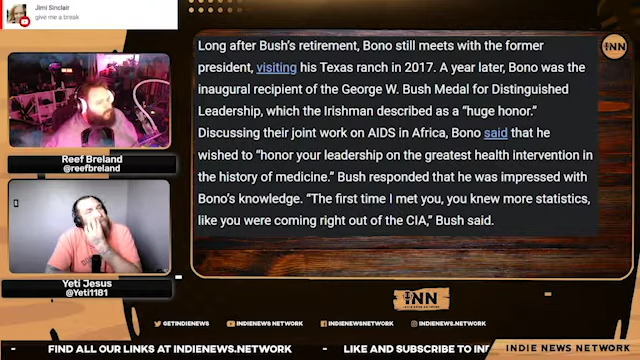 Jimi Sinclair
give me a break
INN
Long after Bush's retirement, Bono still meets with the former
president, visiting his Texas ranch in 2017. A year later, Bono was the
inaugural recipient of the George W. Bush Medal for Distinguished
Leadership, which the Irishman described as a "huge honor."
Discussing their joint work on AIDS in Africa, Bono said that he
wished to "honor your leadership on the greatest health intervention in
the history of medicine." Bush responded that he was impressed with
Bono's knowledge. "The first time I met you, you knew more statistics,
like you were coming right out of the CIA," Bush said.
Reef Breland
@reefbreland
Yeti Jesus
@Yeti1181
INN
INDIE NEWS NETWORK
GETINDIENEWS
INDIENEWS.NETWORK
INDIENEWS.NETWORK
INDIENEWS.NETWORK
FIND ALL OUR LINKS AT INDIENEWS.NETWORK - LIKE AND SUBSCRIBE TO IN
INDIE NEWS NETWORK